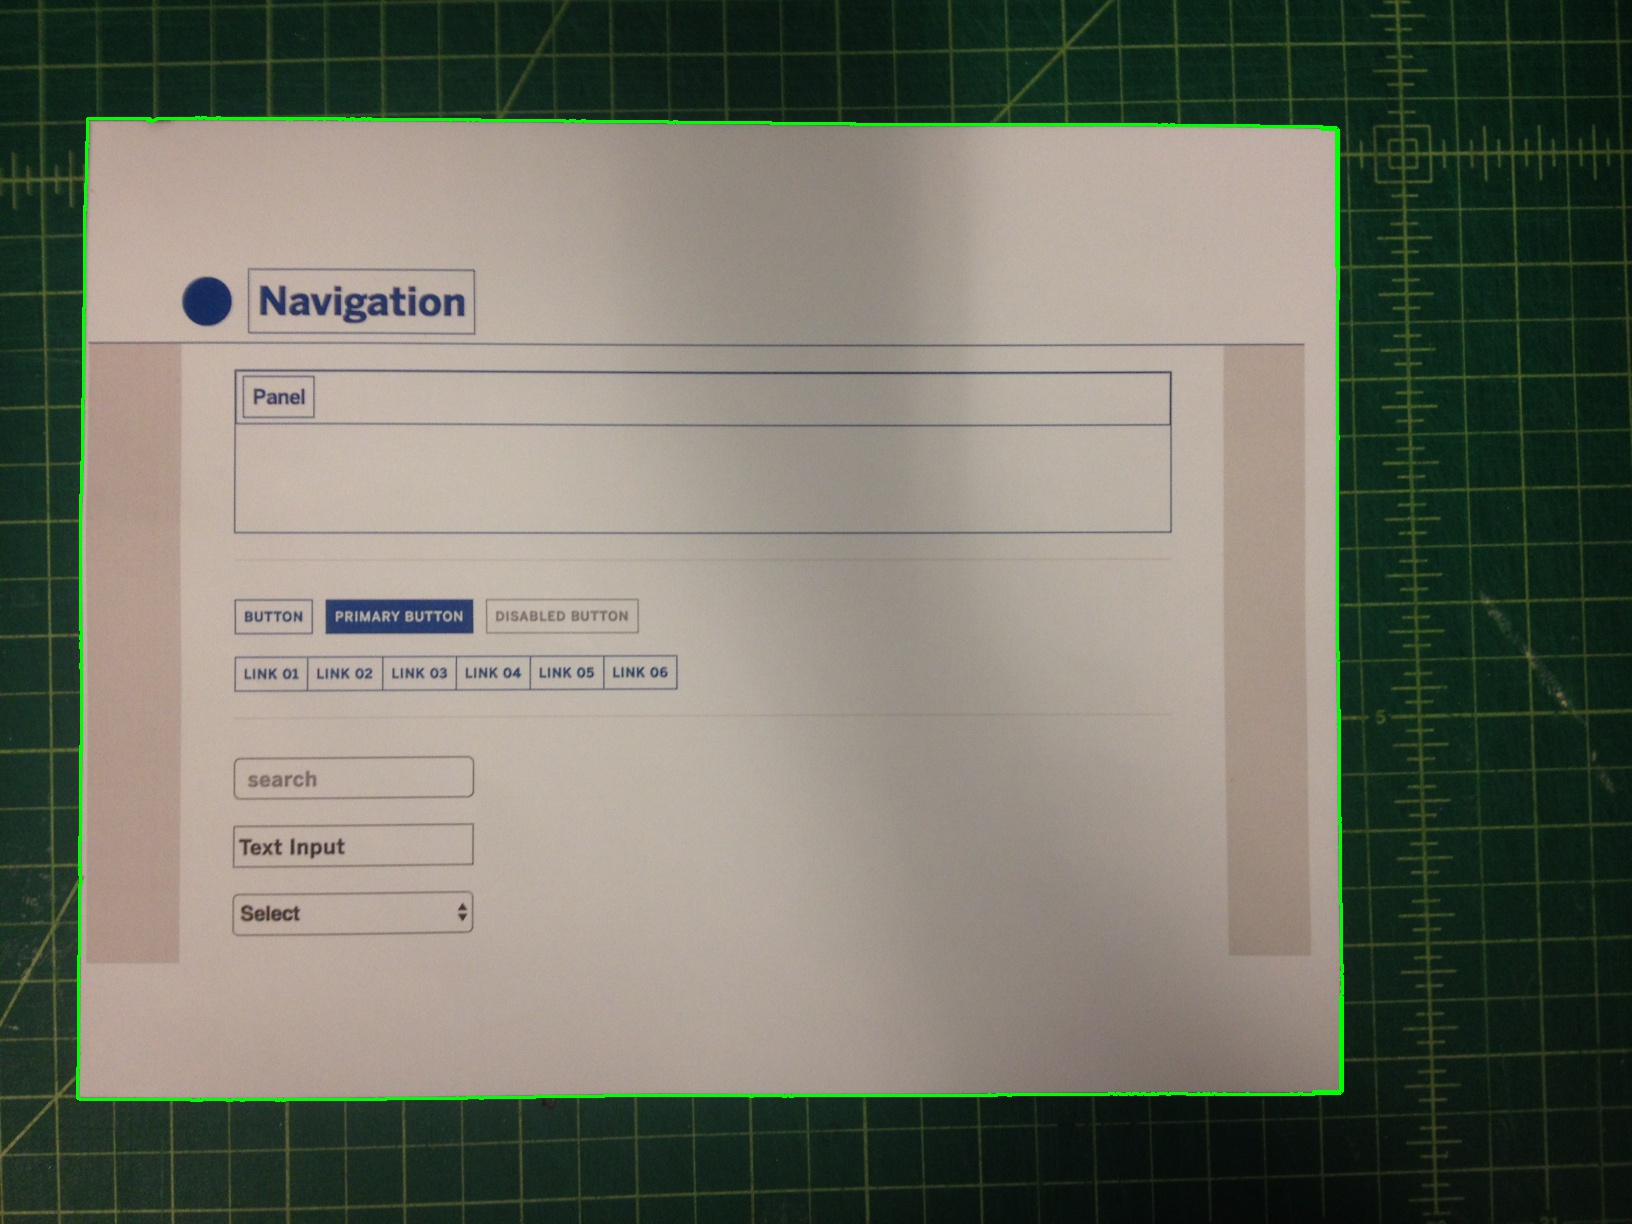 Navigation
Panel
BUTTON PRIMARY BUTTON DISABLED BUTTON
LINK 01 LINK 02 LINK 03 LINK 04 LINK 05 LINK 06
search
5
Text Input
Select